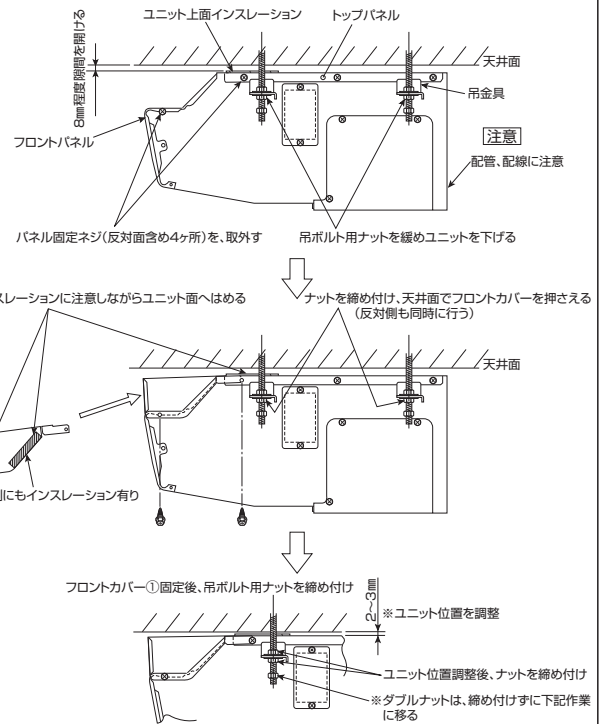 ユニット上面インスレーション
トップパネル
8mm程度隙間を開ける
天井面
吊金具
フロントパネル
注意
配管、配線に注意
パネル固定ネジ(反対面含め4ヶ所)を、取外す
吊ボルト用ナットを緩めユニットを下げる
スレーションに注意しながらユニット面へはめる
ナットを締め付け、天井面でフロントカバーを押さえる
(反対側も同時に行う)
天井面
側にもインスレーション有り
フロントカバー①固定後、吊ボルト用ナットを締め付け
2~3mm
※ユニット位置を調整
ユニット位置調整後、ナットを締め付け
※ダブルナットは、締め付けずに下記作業
に移る